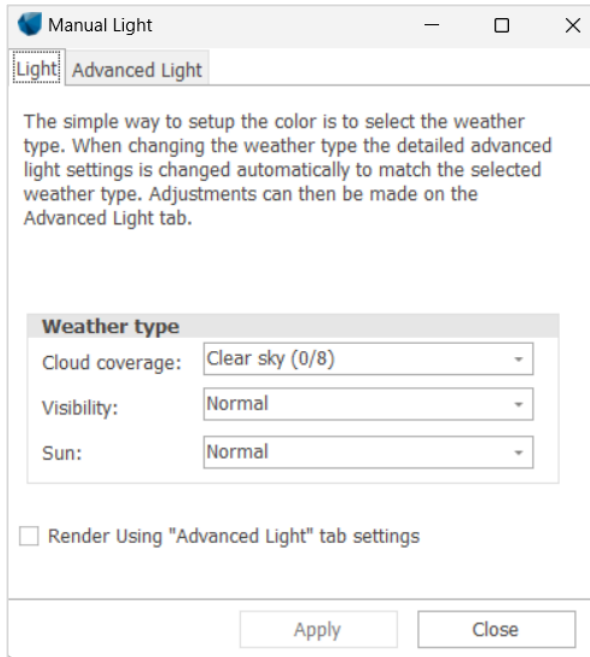 Manual Light
Light Advanced Light
The simple way to setup the color is to select the weather
type. When changing the weather type the detailed advanced
light settings is changed automatically to match the selected
weather type. Adjustments can then be made on the
Advanced Light tab.
Weather type
Cloud coverage: Clear sky (0/8)
Visibility: Normal
Sun: Normal
Render Using "Advanced Light" tab settings
Apply Close